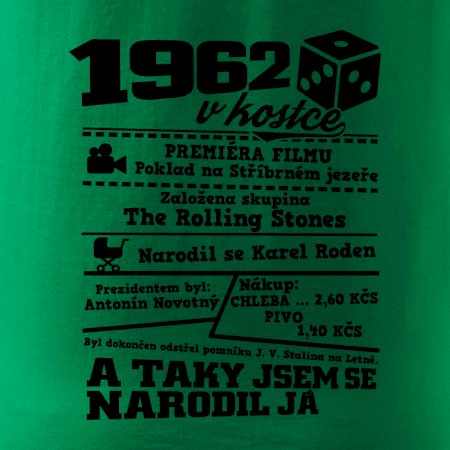 1962
v kostce
PREMIÉRA FILMU
Poklad na Stříbrném jezeře
Založena skupina
The Rolling Stones
Narodil se Karel Roden
Prezidentem byl:
Antonín Novotný
Nákup:
CHLEBA ... 2,60 KČS
PIVO
1,40 KČS
Byl dokončen odstřel pomníku J. V. Stalina na Letné.
A TAKY JSEM SE
NARODIL JÁ